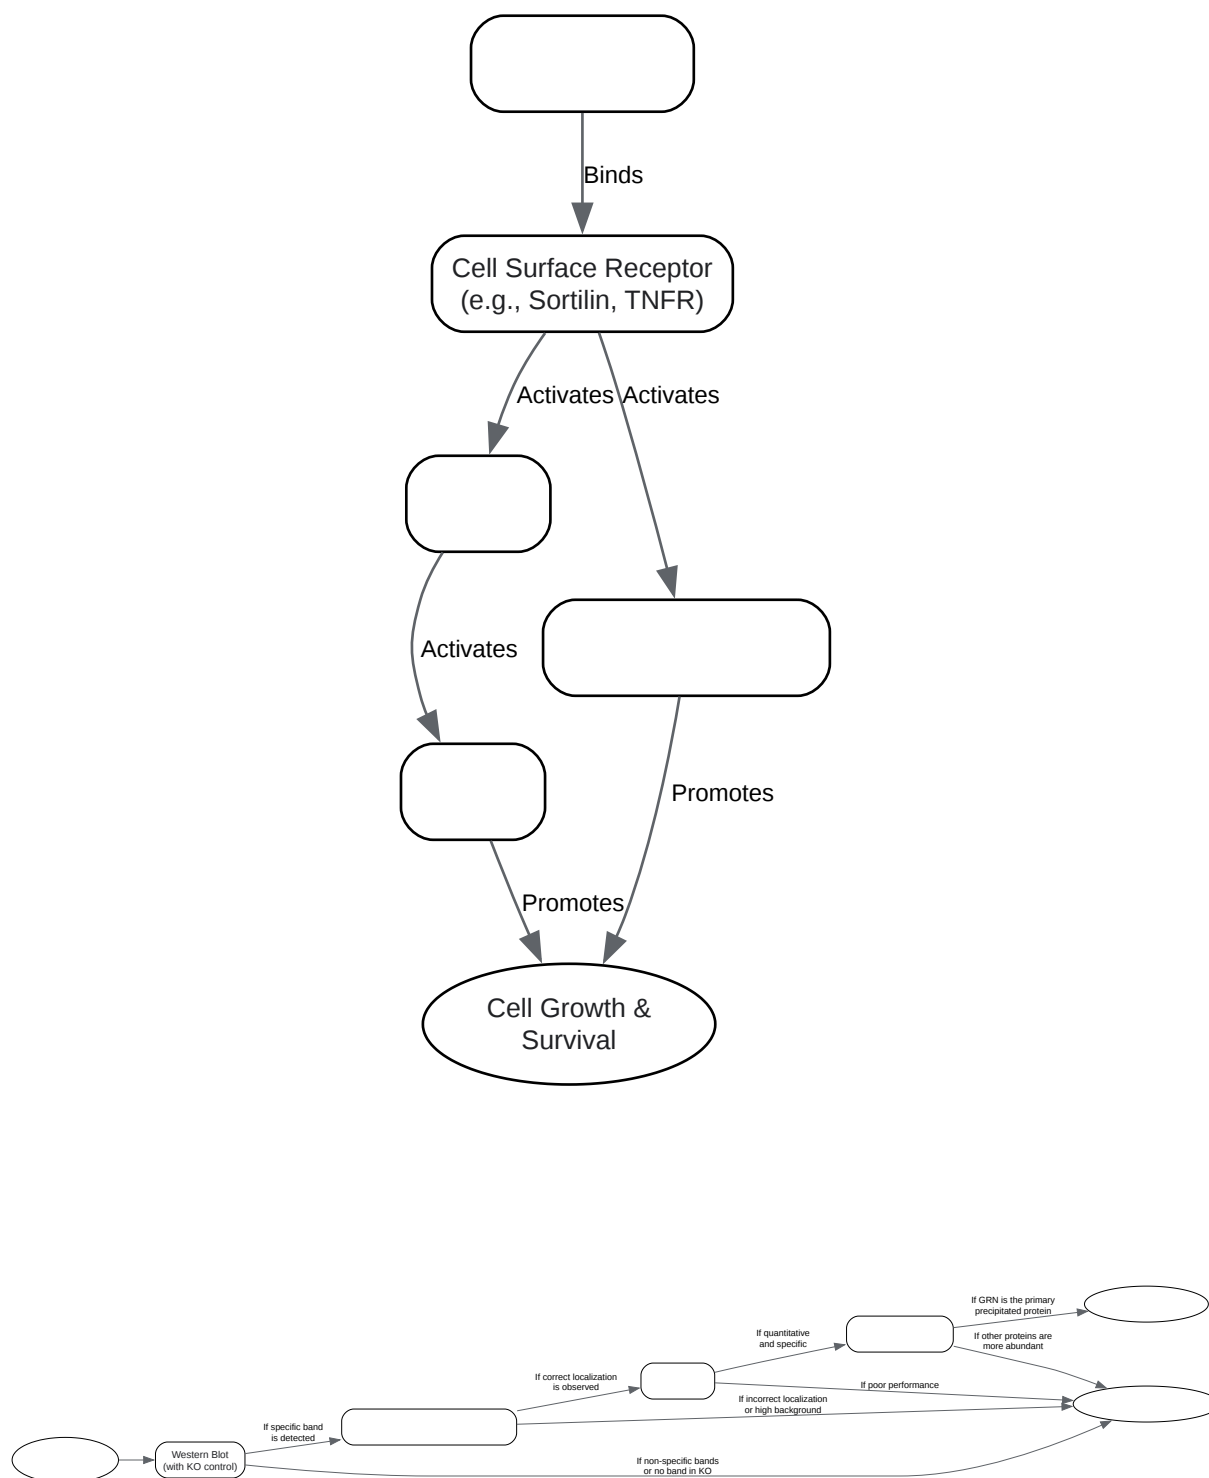 Binds
Cell Surface Receptor
(e.g., Sortilin, TNFR)
Activates
Activates
Activates
Promotes
Promotes
Cell Growth &
Survival
If GRN is the primary
precipitated protein
If quantitative
and specific
If other proteins are
more abundant
If correct localization
is observed
If poor performance
If incorrect localization
or high background
If specific band
is detected
Western Blot
(with KO control)
If non-specific bands
or no band in KO